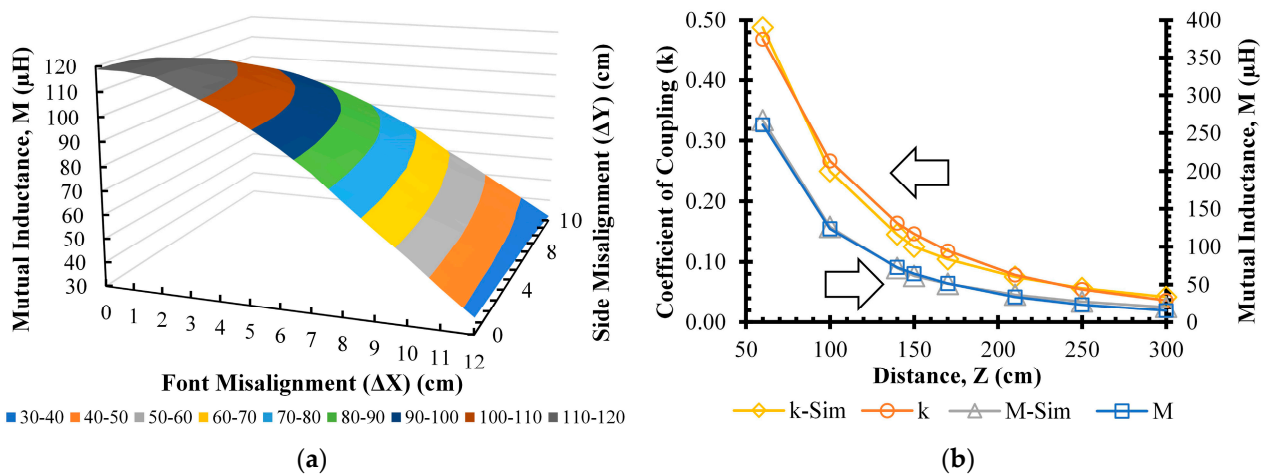 (a)
Mutual Inductance, M (µH)
120
110
100
90
80
70
60
50
40
30
0 1 2 3 4 5 6 7 8 9 10 11 12
Font Misalignment (ΔX) (cm)
0
4
8
10
Side Misalignment (ΔY) (cm)
30-40 40-50 50-60 60-70 70-80 80-90 90-100 100-110 110-120
(a)
(b)
Coefficient of Coupling (k)
0.50
0.40
0.30
0.20
0.10
0.00
50 100 150 200 250 300
Distance, Z (cm)
400
350
300
250
200
150
100
50
0
Mutual Inductance, M (µH)
k-Sim k M-Sim M
(b)